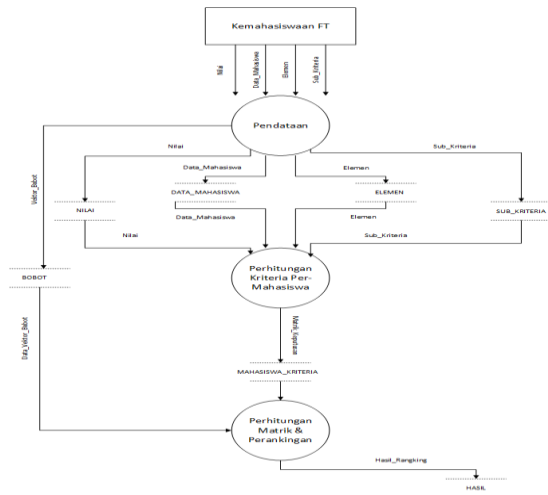 Kemahasiswaan FT
Nilai
Data_Mahasiswa
Elemen
Sub_Kriteria
Pendataan
Nilai
Sub_Kriteria
Data_Mahasiswa
Elemen
Vektor_Bobot
DATA_MAHASISWA
ELEMEN
NILAI
SUB_KRITERIA
Data_Mahasiswa
Elemen
Nilai
Sub_Kriteria
BOBOT
Perhitungan
Kriteria Per-
Mahasiswa
Data_Vektor_Bobot
Matrik_Keputusan
MAHASISWA_KRITERIA
Perhitungan
Matrik &
Perankingan
Hasil_Rangking
HASIL